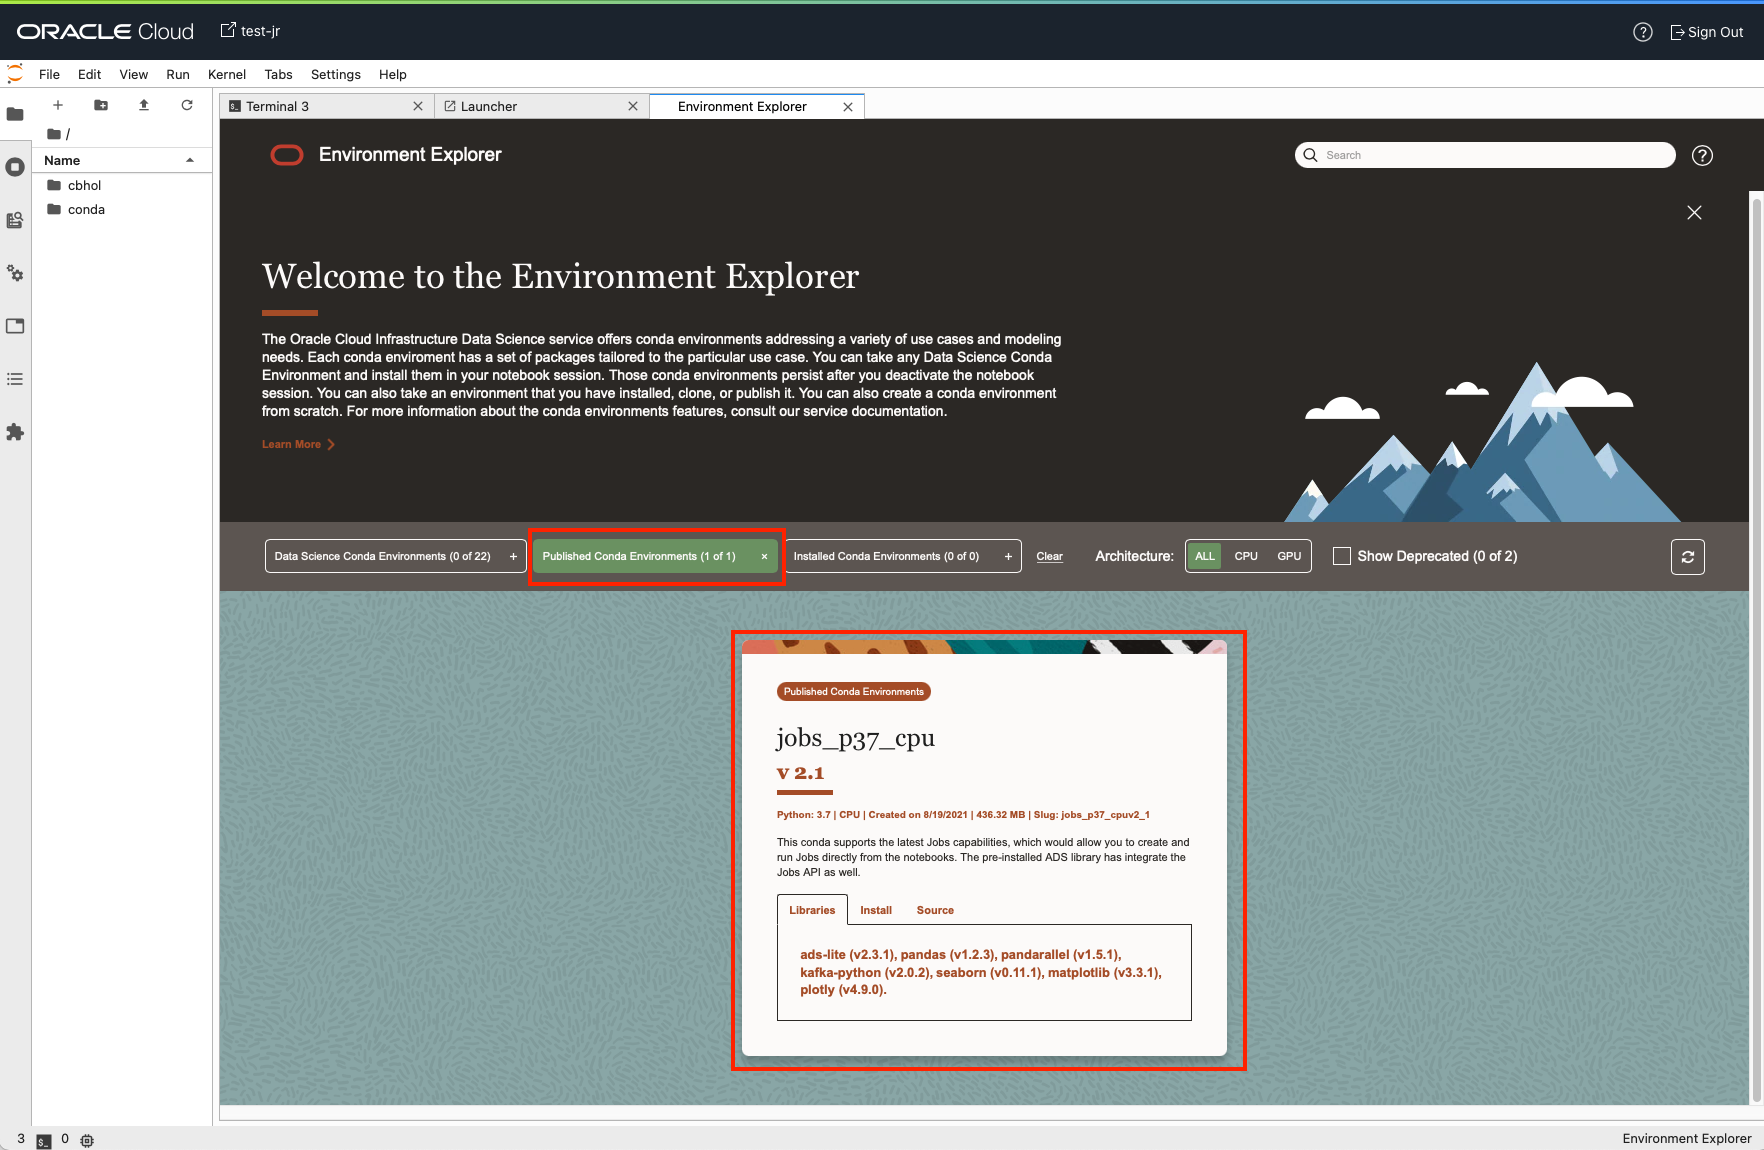 ORACLE Cloud
test-jr
Sign Out
File Edit View Run Kernel Tabs Settings Help
Terminal 3
Launcher
Environment Explorer
/
Name
cbhol
conda
Environment Explorer
Search
Welcome to the Environment Explorer
The Oracle Cloud Infrastructure Data Science service offers conda environments addressing a variety of use cases and modeling
needs. Each conda enviroment has a set of packages tailored to the particular use case. You can take any Data Science Conda
Environment and install them in your notebook session. Those conda environments persist after you deactivate the notebook
session. You can also take an environment that you have installed, clone, or publish it. You can also create a conda environment
from scratch. For more information about the conda environments features, consult our service documentation.
Learn More
Data Science Conda Environments (0 of 22) +
Published Conda Environments (1 of 1) ×
Installed Conda Environments (0 of 0) +
Clear
Architecture: ALL CPU GPU
Show Deprecated (0 of 2)
Published Conda Environments
jobs_p37_cpu
v 2.1
Python: 3.7 | CPU | Created on 8/19/2021 | 436.32 MB | Slug: jobs_p37_cpuv2_1
This conda supports the latest Jobs capabilities, which would allow you to create and
run Jobs directly from the notebooks. The pre-installed ADS library has integrate the
Jobs API as well.
Libraries Install Source
ads-lite (v2.3.1), pandas (v1.2.3), pandarallel (v1.5.1),
kafka-python (v2.0.2), seaborn (v0.11.1), matplotlib (v3.3.1),
plotly (v4.9.0).
3 $_ 0
Environment Explorer